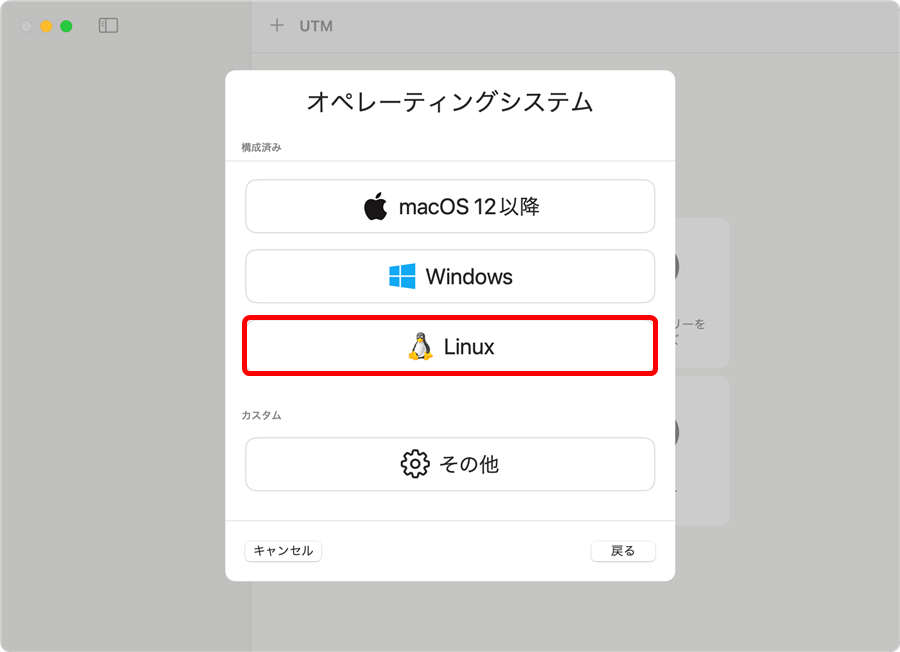 UTM
オペレーティングシステム
構成済み
macOS 12以降
Windows
Linux
リーを
カスタム
その他
キャンセル
戻る